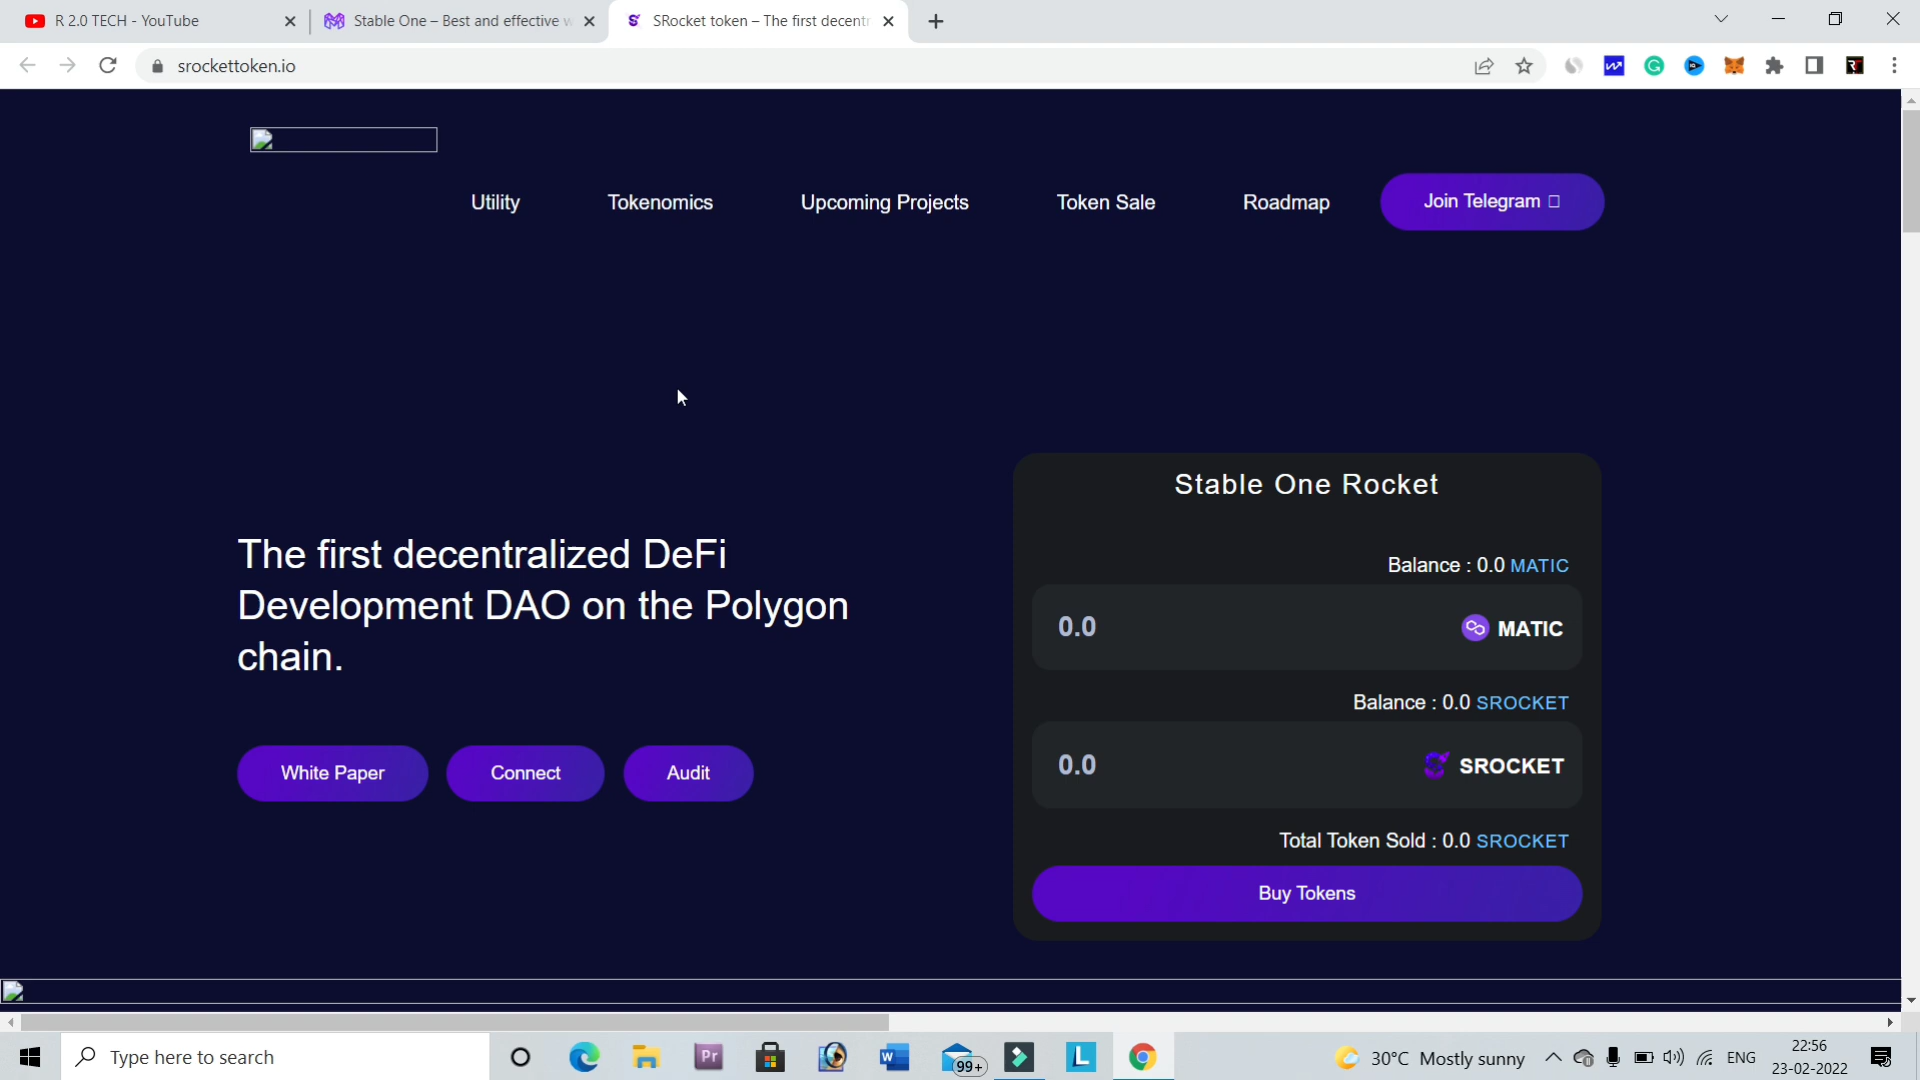 R 2.0 TECH - YouTube
Stable One – Best and effective w
SRocket token – The first decentr
srockettoken.io
Utility
Tokenomics
Upcoming Projects
Token Sale
Roadmap
Join Telegram
Stable One Rocket
Balance : 0.0 MATIC
0.0
MATIC
Balance : 0.0 SROCKET
0.0
SROCKET
Total Token Sold : 0.0 SROCKET
Buy Tokens
The first decentralized DeFi
Development DAO on the Polygon
chain.
White Paper
Connect
Audit
Type here to search
Pr
W
99+
L
30°C Mostly sunny
ENG
22:56
23-02-2022